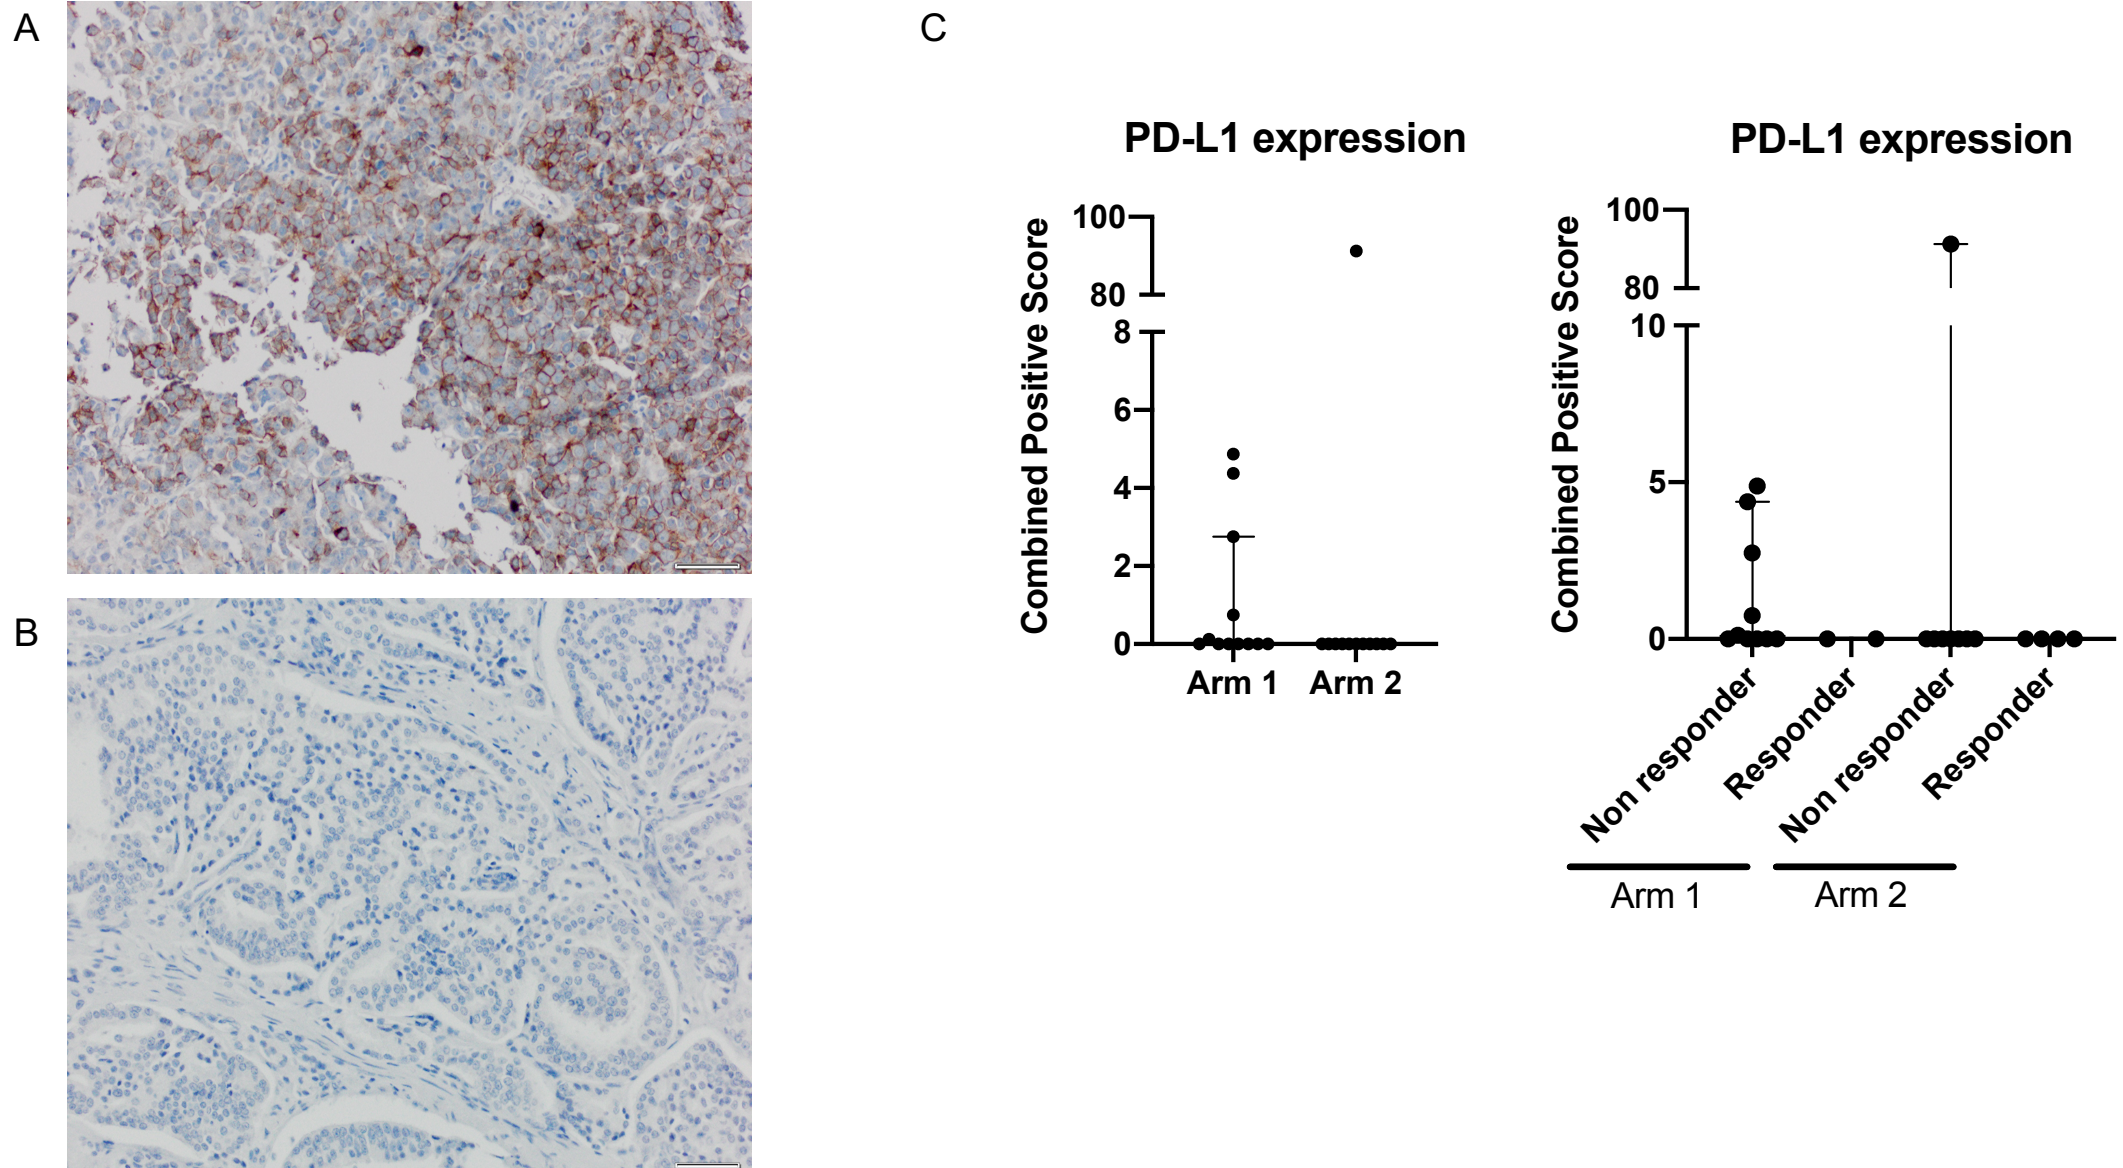 A
B
C
PD-L1 expression
Combined Positive Score
100
80
8
6
4
2
0
Arm 1
Arm 2
PD-L1 expression
Combined Positive Score
100
80
10
5
0
Non responder
Responder
Non responder
Responder
Arm 1
Arm 2